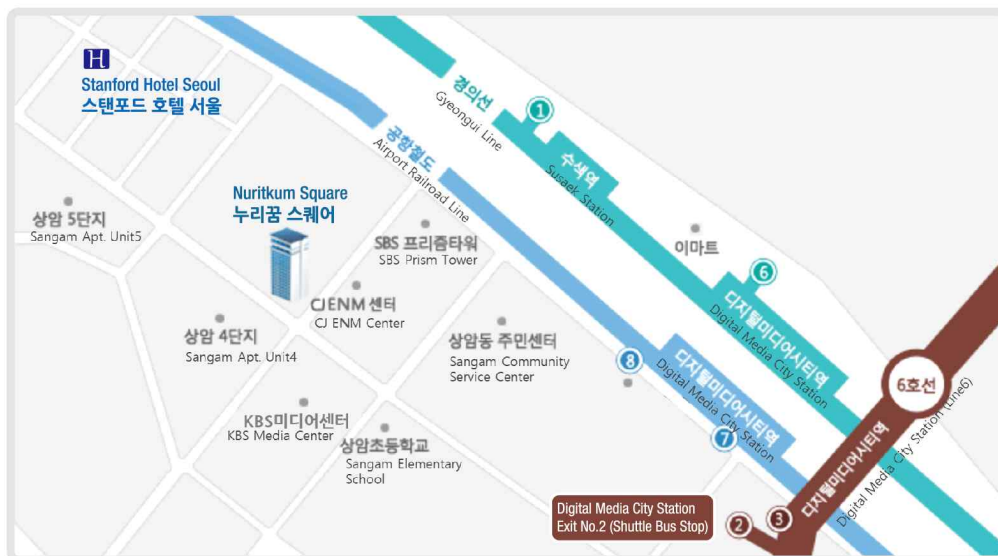 H
Stanford Hotel Seoul
스탠포드 호텔 서울
경의선
Gyeongui Line
1
수색역
Susaek Station
공항철도
Airport Railroad Line
Nuritkum Square
누리꿈 스퀘어
상암 5단지
Sangam Apt. Unit5
SBS 프리즘타워
SBS Prism Tower
이마트
6
디지털미디어시티역
Digital Media City Station
CJ ENM 센터
CJ ENM Center
상암 4단지
Sangam Apt. Unit4
상암동 주민센터
Sangam Community
Service Center
8
디지털미디어시티역
Digital Media City Station
7
6호선
디지털미디어시티역
Digital Media City Station (Line6)
KBS미디어센터
KBS Media Center
상암초등학교
Sangam Elementary
School
Digital Media City Station
Exit No.2 (Shuttle Bus Stop)
2
3